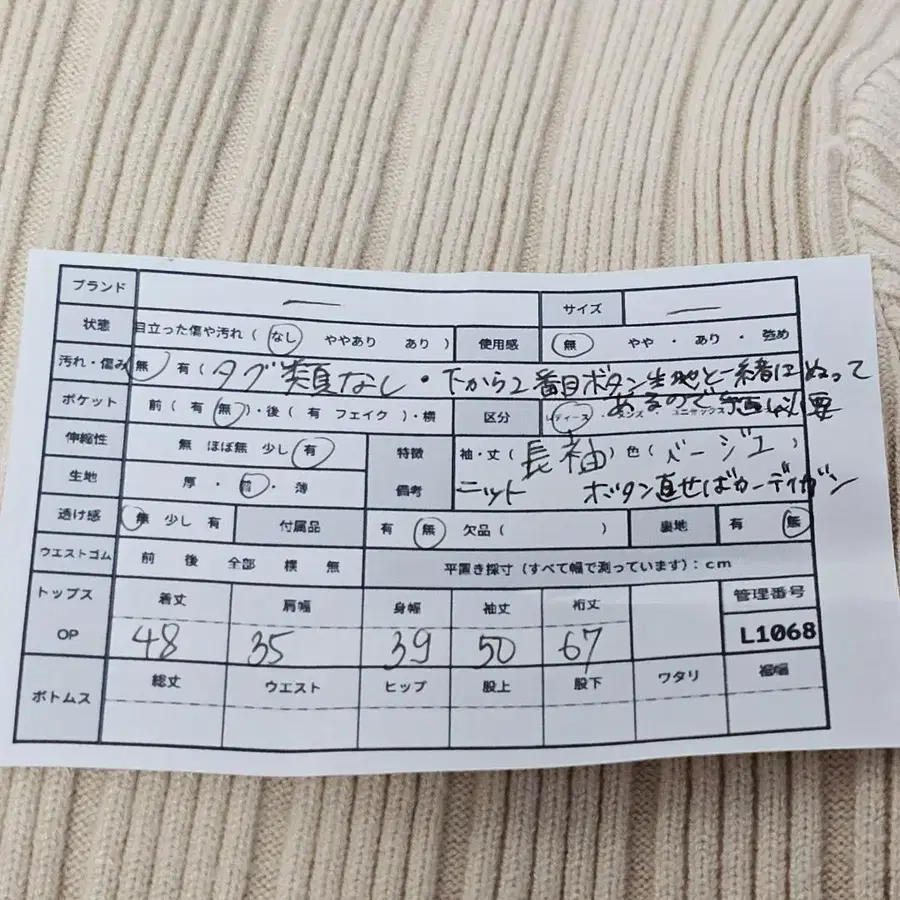 ブランド ― サイズ ―
状態 目立った傷や汚れ ( なし ややあり あり ) 使用感 無 やや ・ あり ・ 強め
汚れ・傷み 無 有 ( タグ類なし・下から2番目ボタン生地と一緒にぬって
あるので 必要
ポケット 前 ( 有 無 )・後 ( 有 フェイク )・横 区分 レディース メンズ ユニセックス
伸縮性 無 ほぼ無 少し 有 特徴 袖・丈 ( 長袖 ) 色 ( ベージュ )
生地 厚 ・ 普 ・ 薄 備考 ニット ボタン直せばカーディガン
透け感 無 少し 有 付属品 有 無 欠品 ( ) 裏地 有 無
ウエストゴム 前 後 全部 横 無 平置き採寸 (すべて幅で測っています) : cm
トップス 着丈 肩幅 身幅 袖丈 裄丈 管理番号
OP 48 35 39 50 67 L1068
ボトムス 総丈 ウエスト ヒップ 股上 股下 ワタリ 裾幅